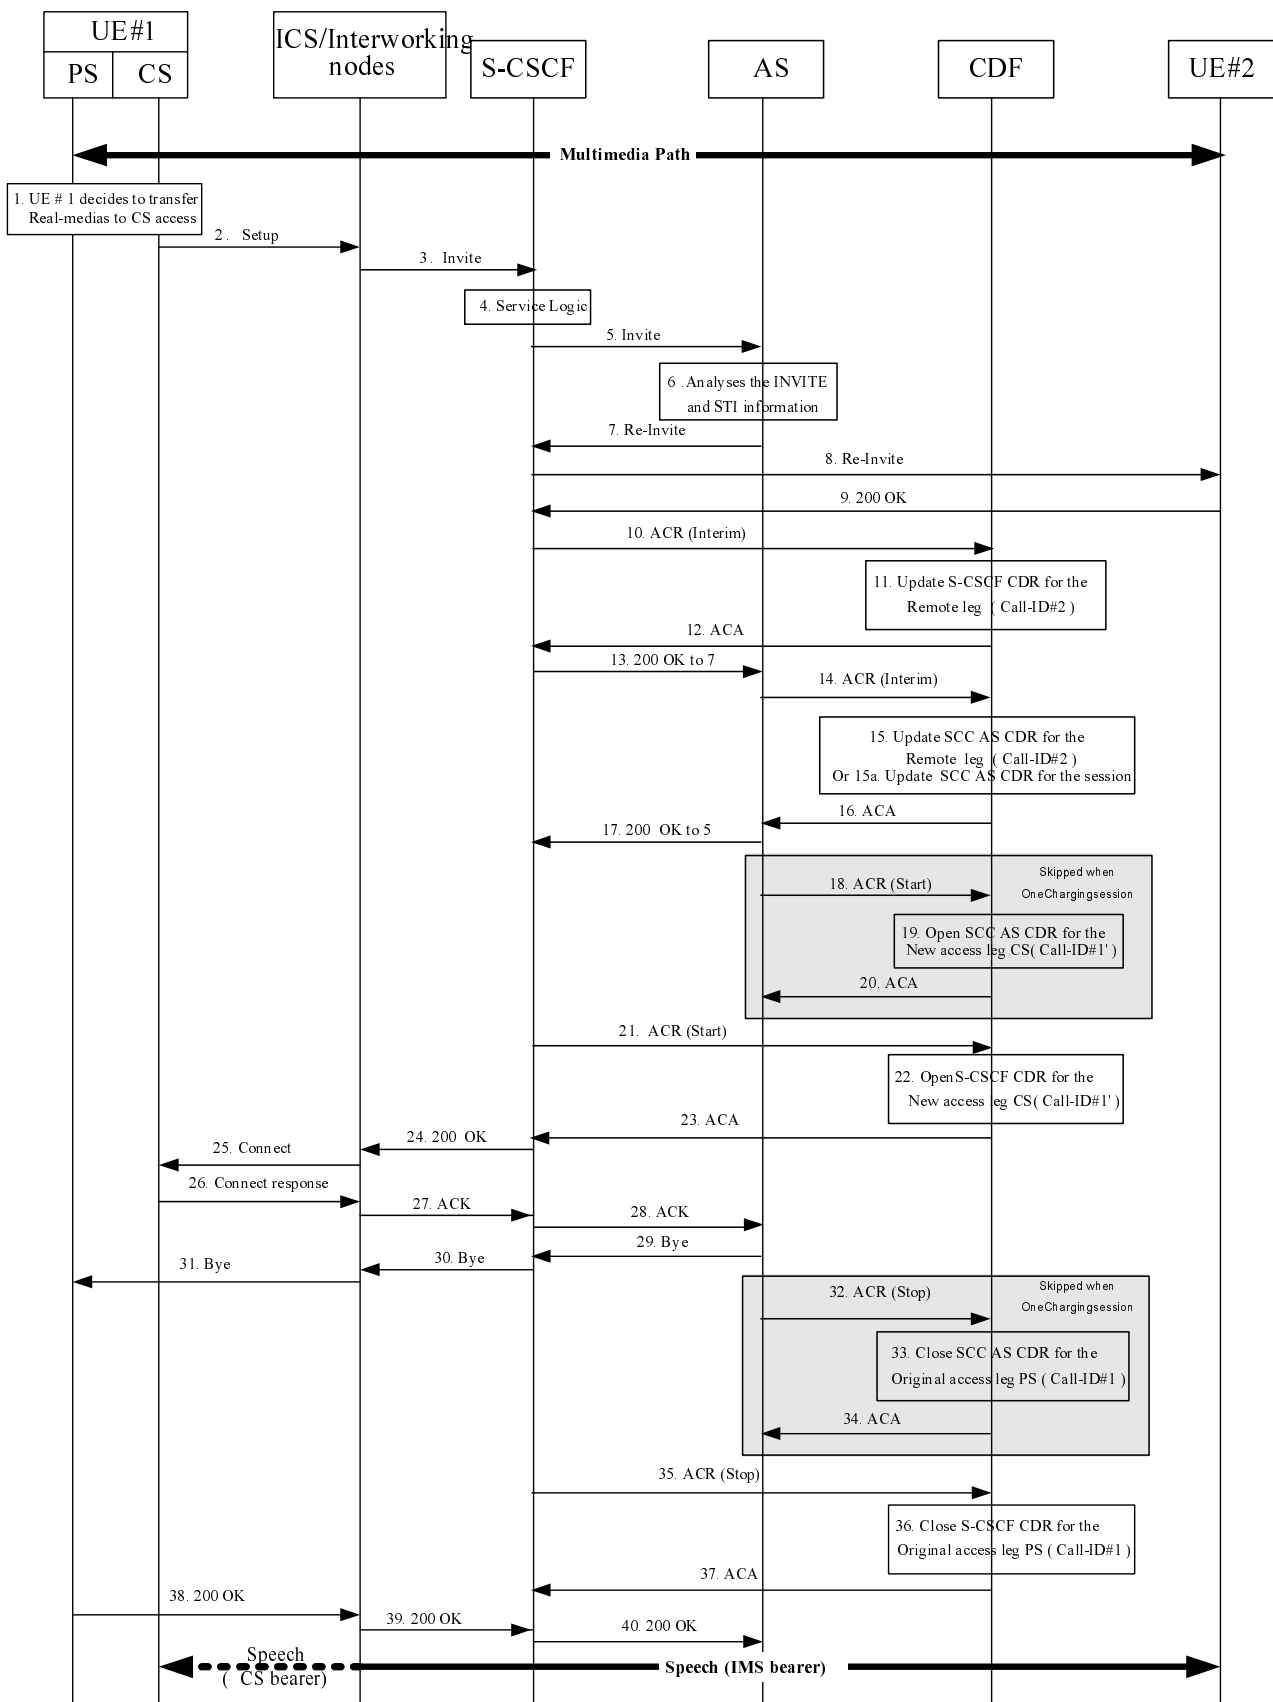 UE#1
PS
CS
ICS/Interworking
nodes
S-CSCF
AS
CDF
UE#2
Multimedia Path
1. UE # 1 decides to transfer
Real-medias to CS access
2 . Setup
3 . Invite
4. Service Logic
5. Invite
6 .Analyses the INVITE
and STI information
7. Re-Invite
8. Re-Invite
9. 200 OK
10. ACR (Interim)
11. Update S-CSCF CDR for the
Remote leg ( Call-ID#2 )
12. ACA
13. 200 OK to 7
14. ACR (Interim)
15. Update SCC AS CDR for the
Remote leg ( Call-ID#2 )
Or 15a. Update SCC AS CDR for the session
16. ACA
17. 200 OK to 5
Skipped when
OneChargingsession
18. ACR (Start)
19. Open SCC AS CDR for the
New access leg CS( Call-ID#1' )
20. ACA
21. ACR (Start)
22. OpenS-CSCF CDR for the
New access leg CS( Call-ID#1' )
23. ACA
24. 200 OK
25. Connect
26. Connect response
27. ACK
28. ACK
29. Bye
30. Bye
31. Bye
Skipped when
OneChargingsession
32. ACR (Stop)
33. Close SCC AS CDR for the
Original access leg PS ( Call-ID#1 )
34. ACA
35. ACR (Stop)
36. Close S-CSCF CDR for the
Original access leg PS ( Call-ID#1 )
37. ACA
38. 200 OK
39. 200 OK
40. 200 OK
Speech
( CS bearer)
Speech (IMS bearer)